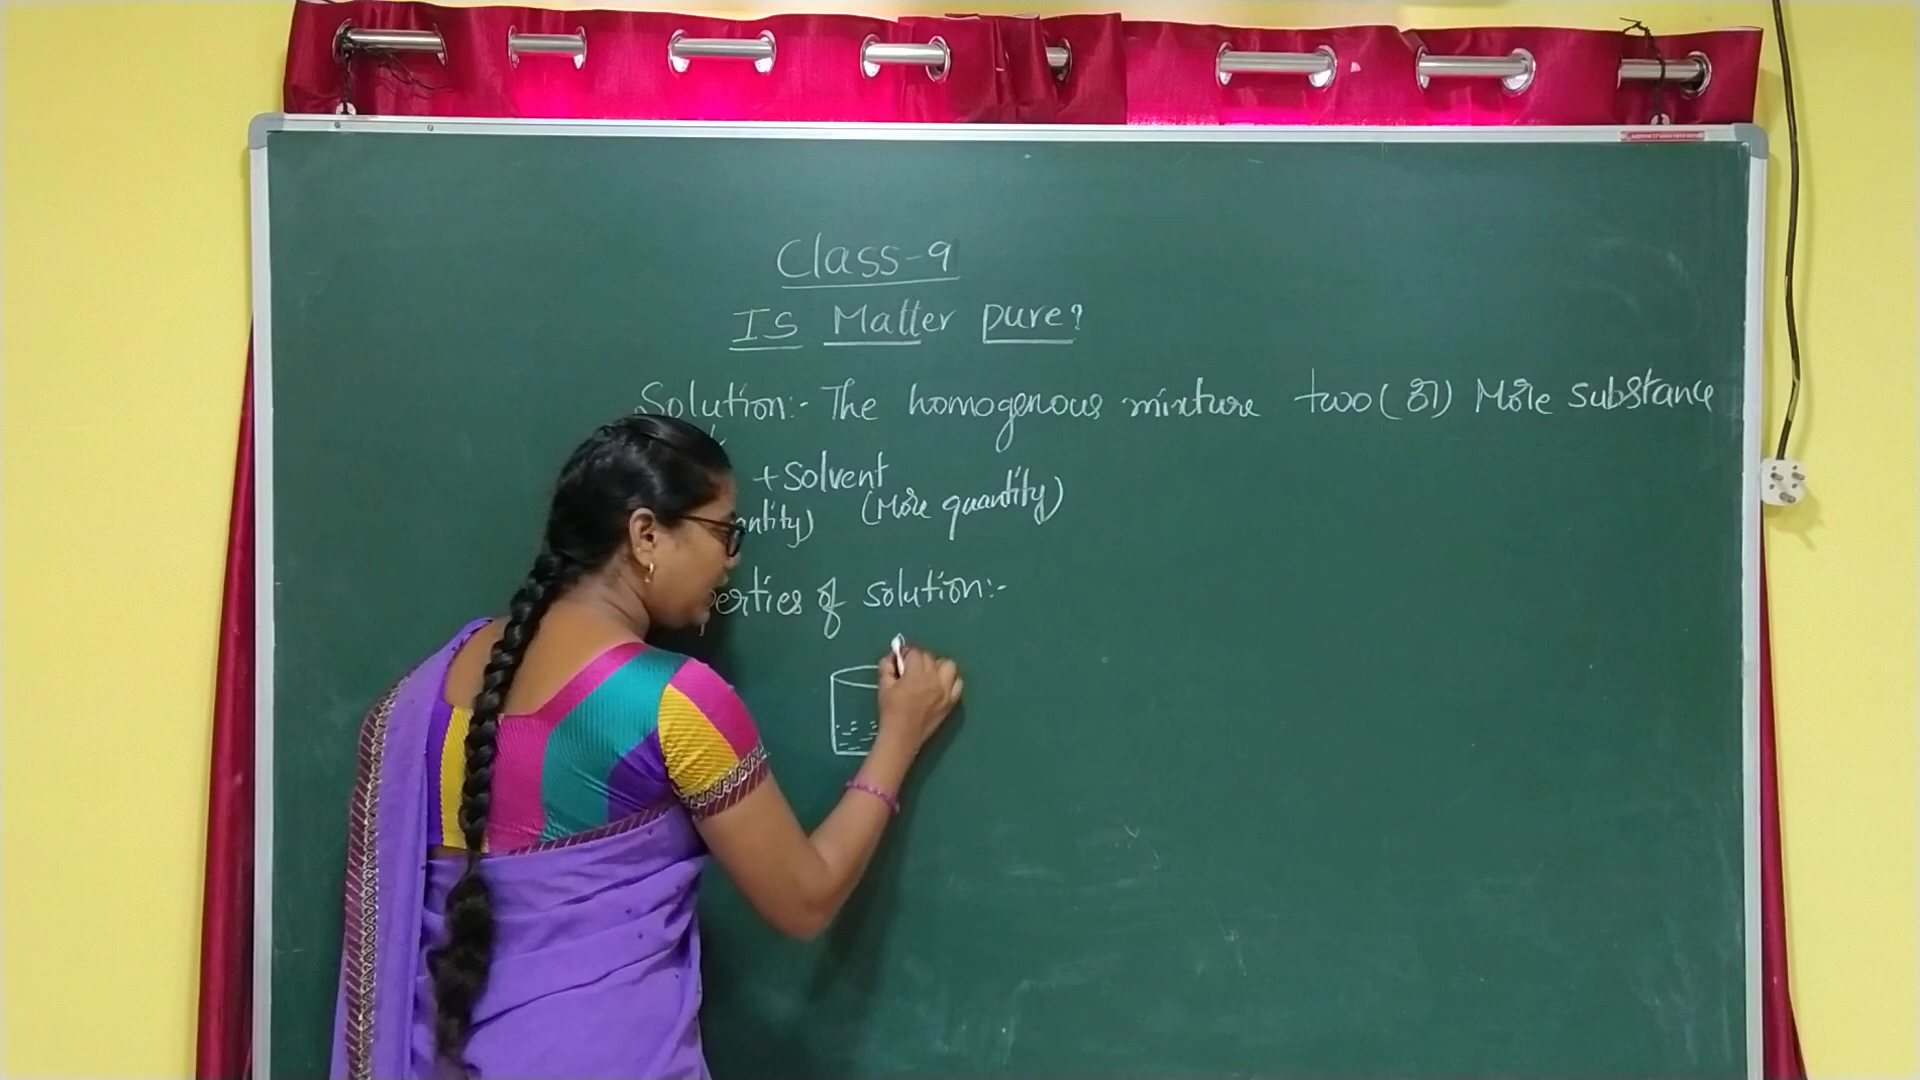 Class-9
IS Matter pure?
Solution:- The homogenous mixture two (or) More substance
+ Solvent
(More quantity)
of solution:-